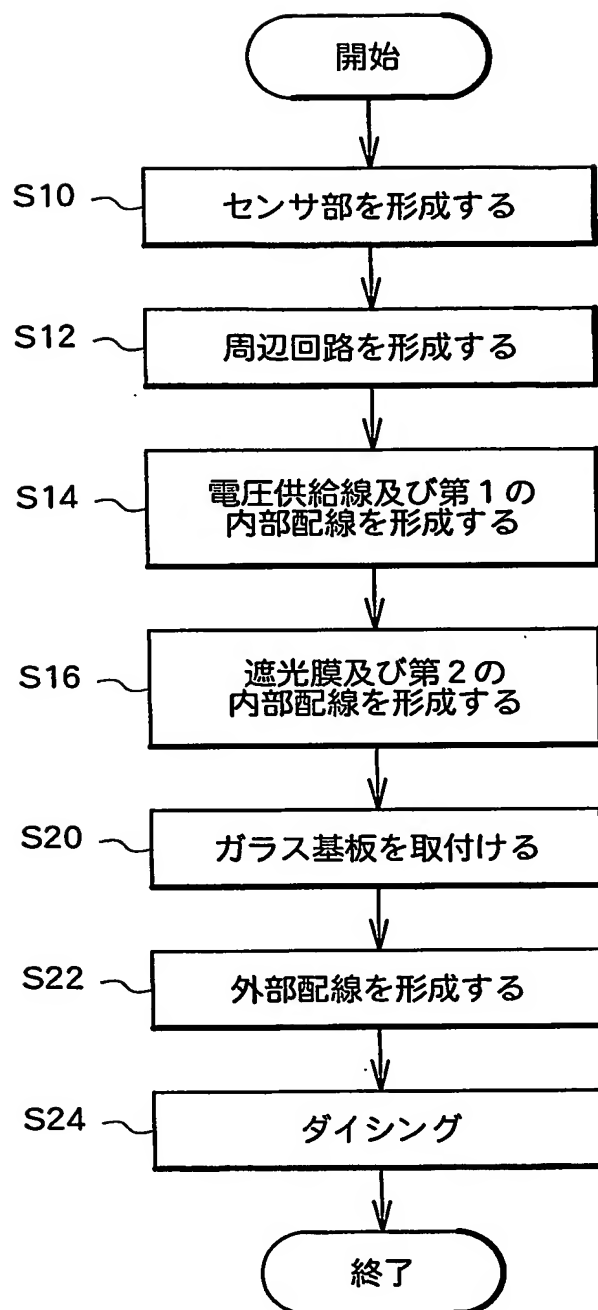 開始
S10
センサ部を形成する
S12
周辺回路を形成する
S14
電圧供給線及び第１の
内部配線を形成する
S16
遮光膜及び第２の
内部配線を形成する
S20
ガラス基板を取付ける
S22
外部配線を形成する
S24
ダイシング
終了